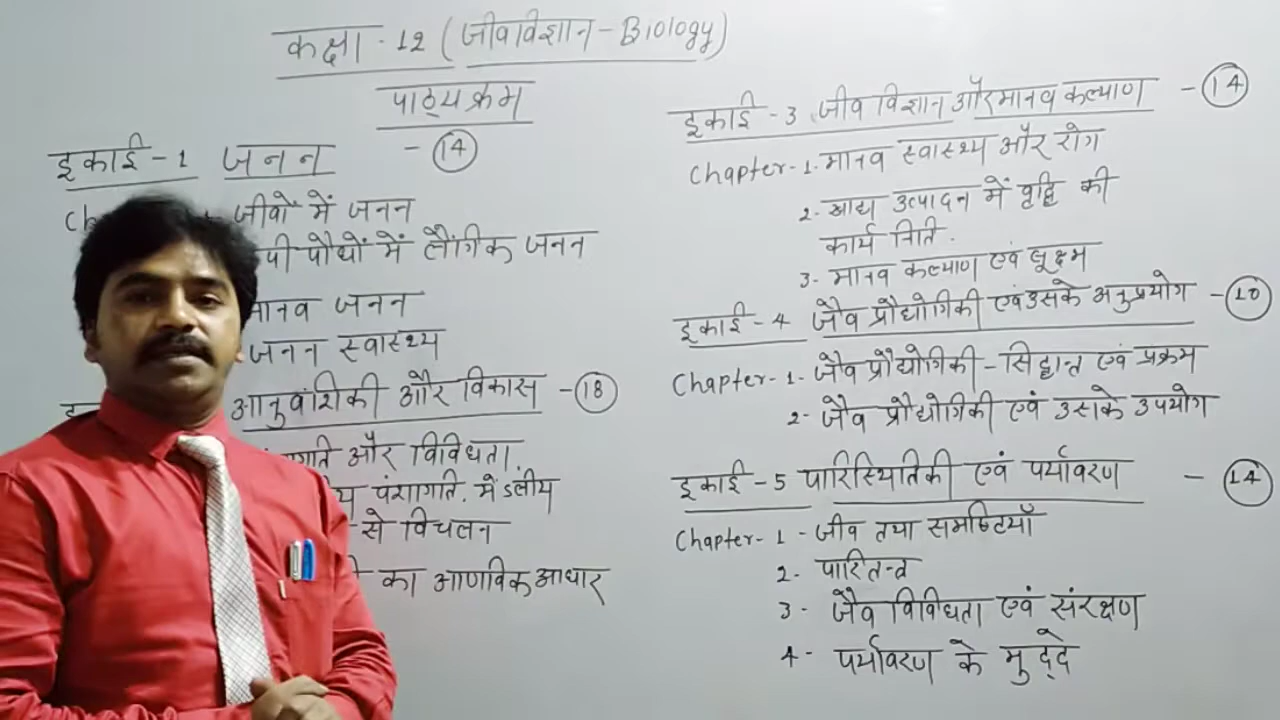 कक्षा - 12 (जीवविज्ञान - Biology)
पाठ्यक्रम
इकाई - 1 जनन - 14
जीवों में जनन
पी पौधों में लैंगिक जनन
मानव जनन
जनन स्वास्थ्य
आनुवांशिकी और विकास - 18
गति और विविधता
पंशागति. मेंडलीय
से विचलन
का आणविक आधार
इकाई - 3 जीव विज्ञान और मानव कल्याण - 14
Chapter - 1. मानव स्वास्थ्य और रोग
2. खाद्य उत्पादन में वृद्धि की
कार्य निति.
3. मानव कल्याण एवं सूक्ष्म
इकाई - 4 जैव प्रौद्योगिकी एवं उसके अनुप्रयोग - 10
Chapter - 1. जैव प्रौद्योगिकी - सिद्धान्त एवं प्रक्रम
2 - जैव प्रौद्योगिकी एवं उसके उपयोग
इकाई - 5 पारिस्थितिकी एवं पर्यावरण - 14
Chapter - 1 - जीव तथा समष्टियाँ
2 - पारितन्त्र
3 - जैव विविधता एवं संरक्षण
4 - पर्यावरण के मुद्दे